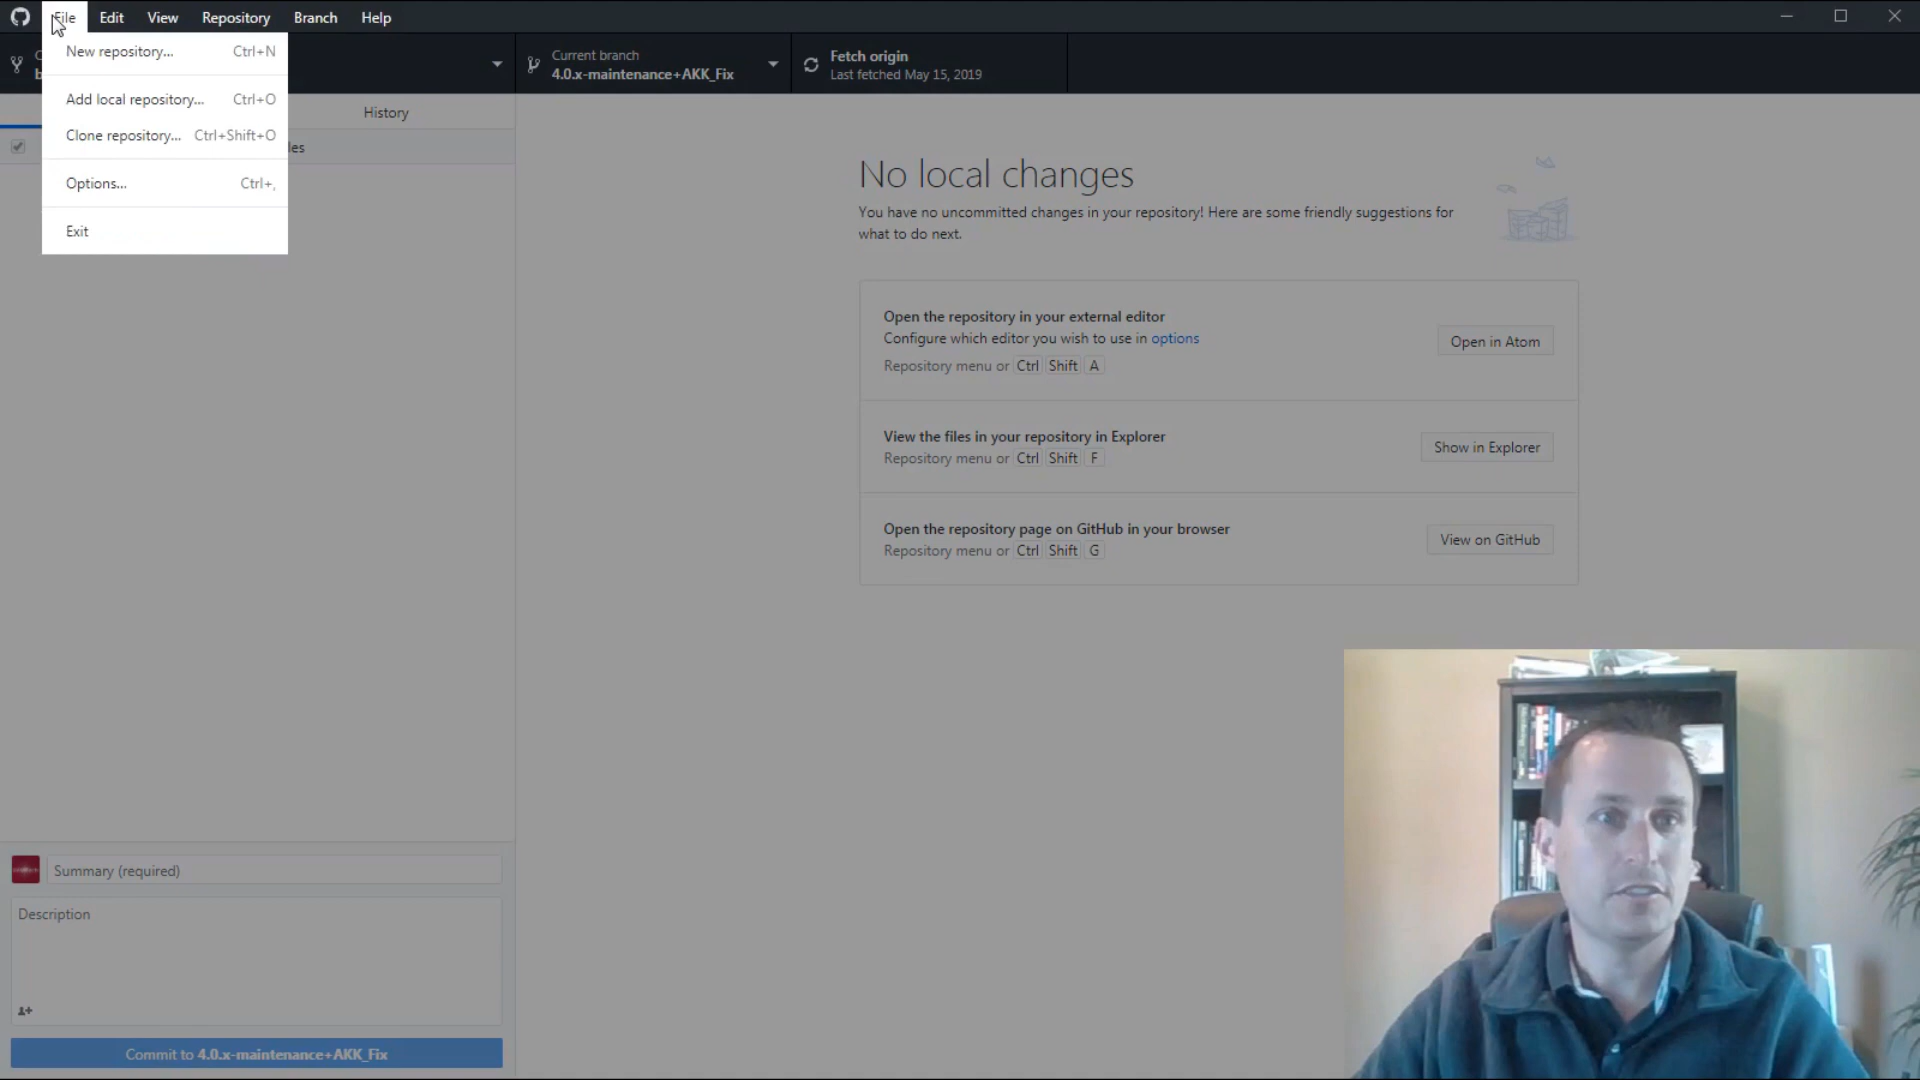 File Edit View Repository Branch Help
New repository... Ctrl+N
Add local repository... Ctrl+O
Clone repository... Ctrl+Shift+O
Options... Ctrl+,
Exit
Current branch
4.0.x-maintenance+AKK_Fix
Fetch origin
Last fetched May 15, 2019
History
les
No local changes
You have no uncommitted changes in your repository! Here are some friendly suggestions for
what to do next.
Open the repository in your external editor
Configure which editor you wish to use in options
Repository menu or Ctrl Shift A
Open in Atom
View the files in your repository in Explorer
Repository menu or Ctrl Shift F
Show in Explorer
Open the repository page on GitHub in your browser
Repository menu or Ctrl Shift G
View on GitHub
Summary (required)
Description
Commit to 4.0.x-maintenance+AKK_Fix